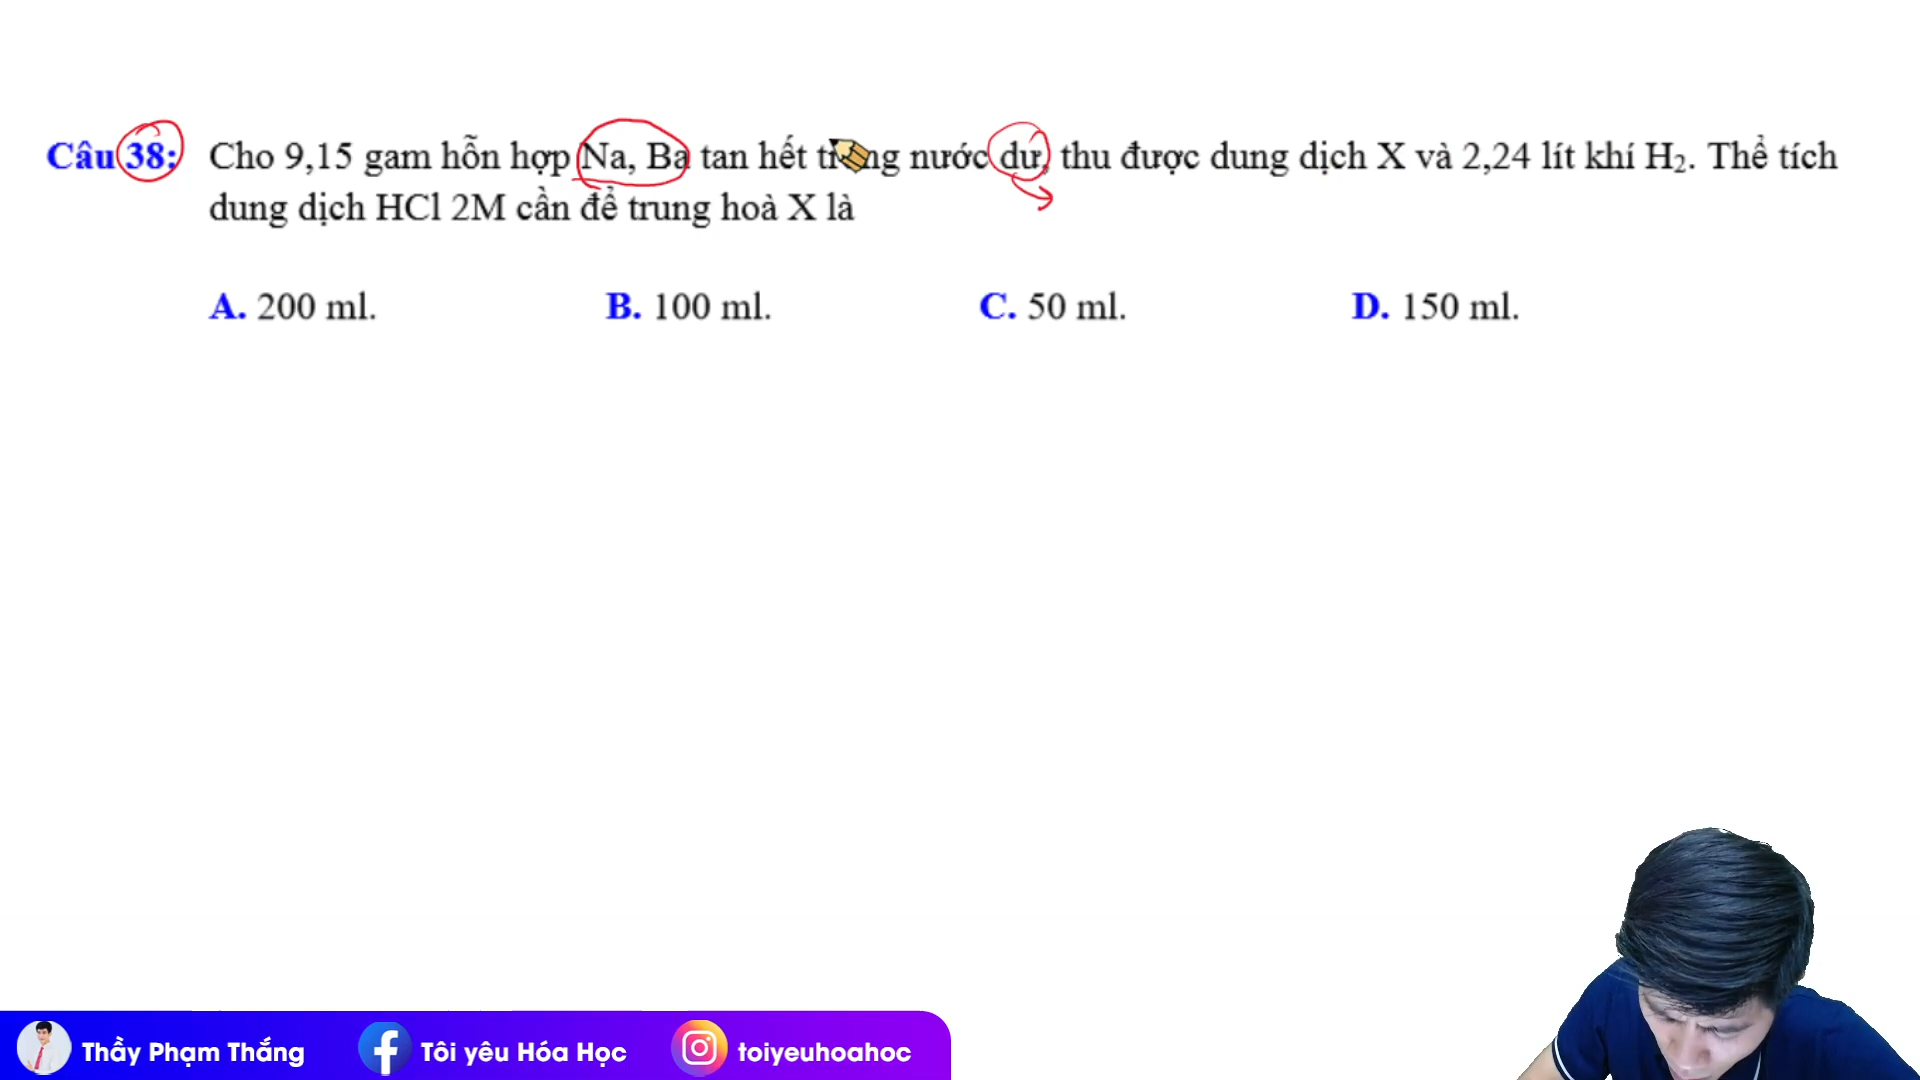 Câu 38: Cho 9,15 gam hỗn hợp Na, Ba tan hết trong nước dư, thu được dung dịch X và 2,24 lít khí H₂. Thể tích
dung dịch HCl 2M cần để trung hoà X là
A. 200 ml. B. 100 ml. C. 50 ml. D. 150 ml.
Thầy Phạm Thắng Tôi yêu Hóa Học toiyeuhoahoc